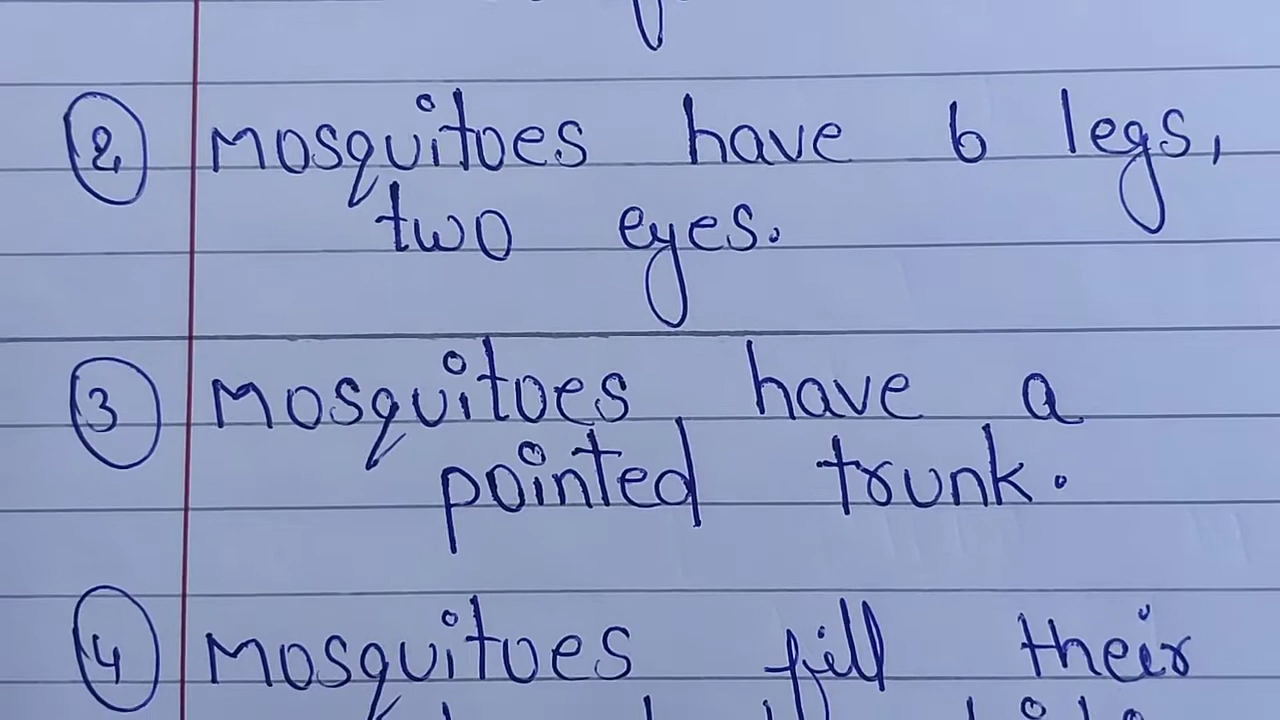 ② Mosquitoes have 6 legs,
two eyes.
③ Mosquitoes have a
pointed trunk.
④ Mosquitoes fill their